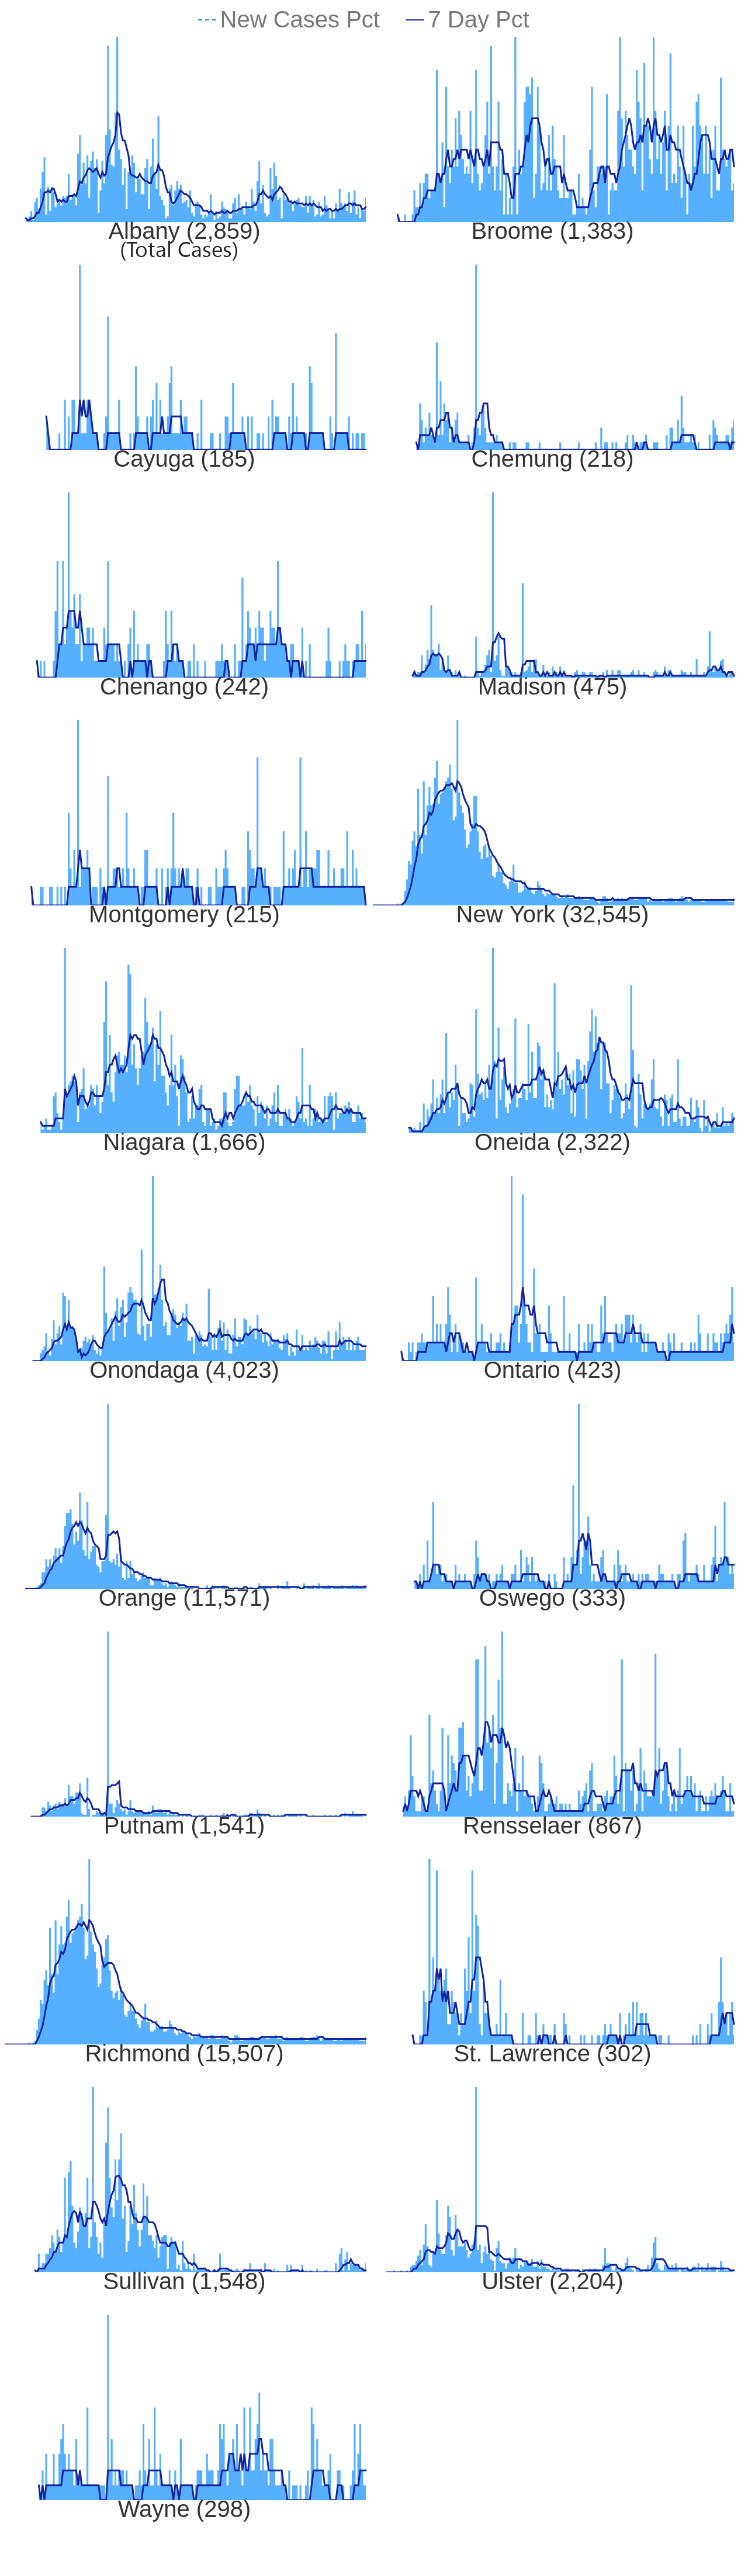 New Cases Pct 7 Day Pct
Albany (2,859) Broome (1,383)
(Total Cases)
Cayuga (185) Chemung (218)
Chenango (242) Madison (475)
Montgomery (215) New York (32,545)
Niagara (1,666) Oneida (2,322)
Onondaga (4,023) Ontario (423)
Orange (11,571) Oswego (333)
Putnam (1,541) Rensselaer (867)
Richmond (15,507) St. Lawrence (302)
Sullivan (1,548) Ulster (2,204)
Wayne (298)